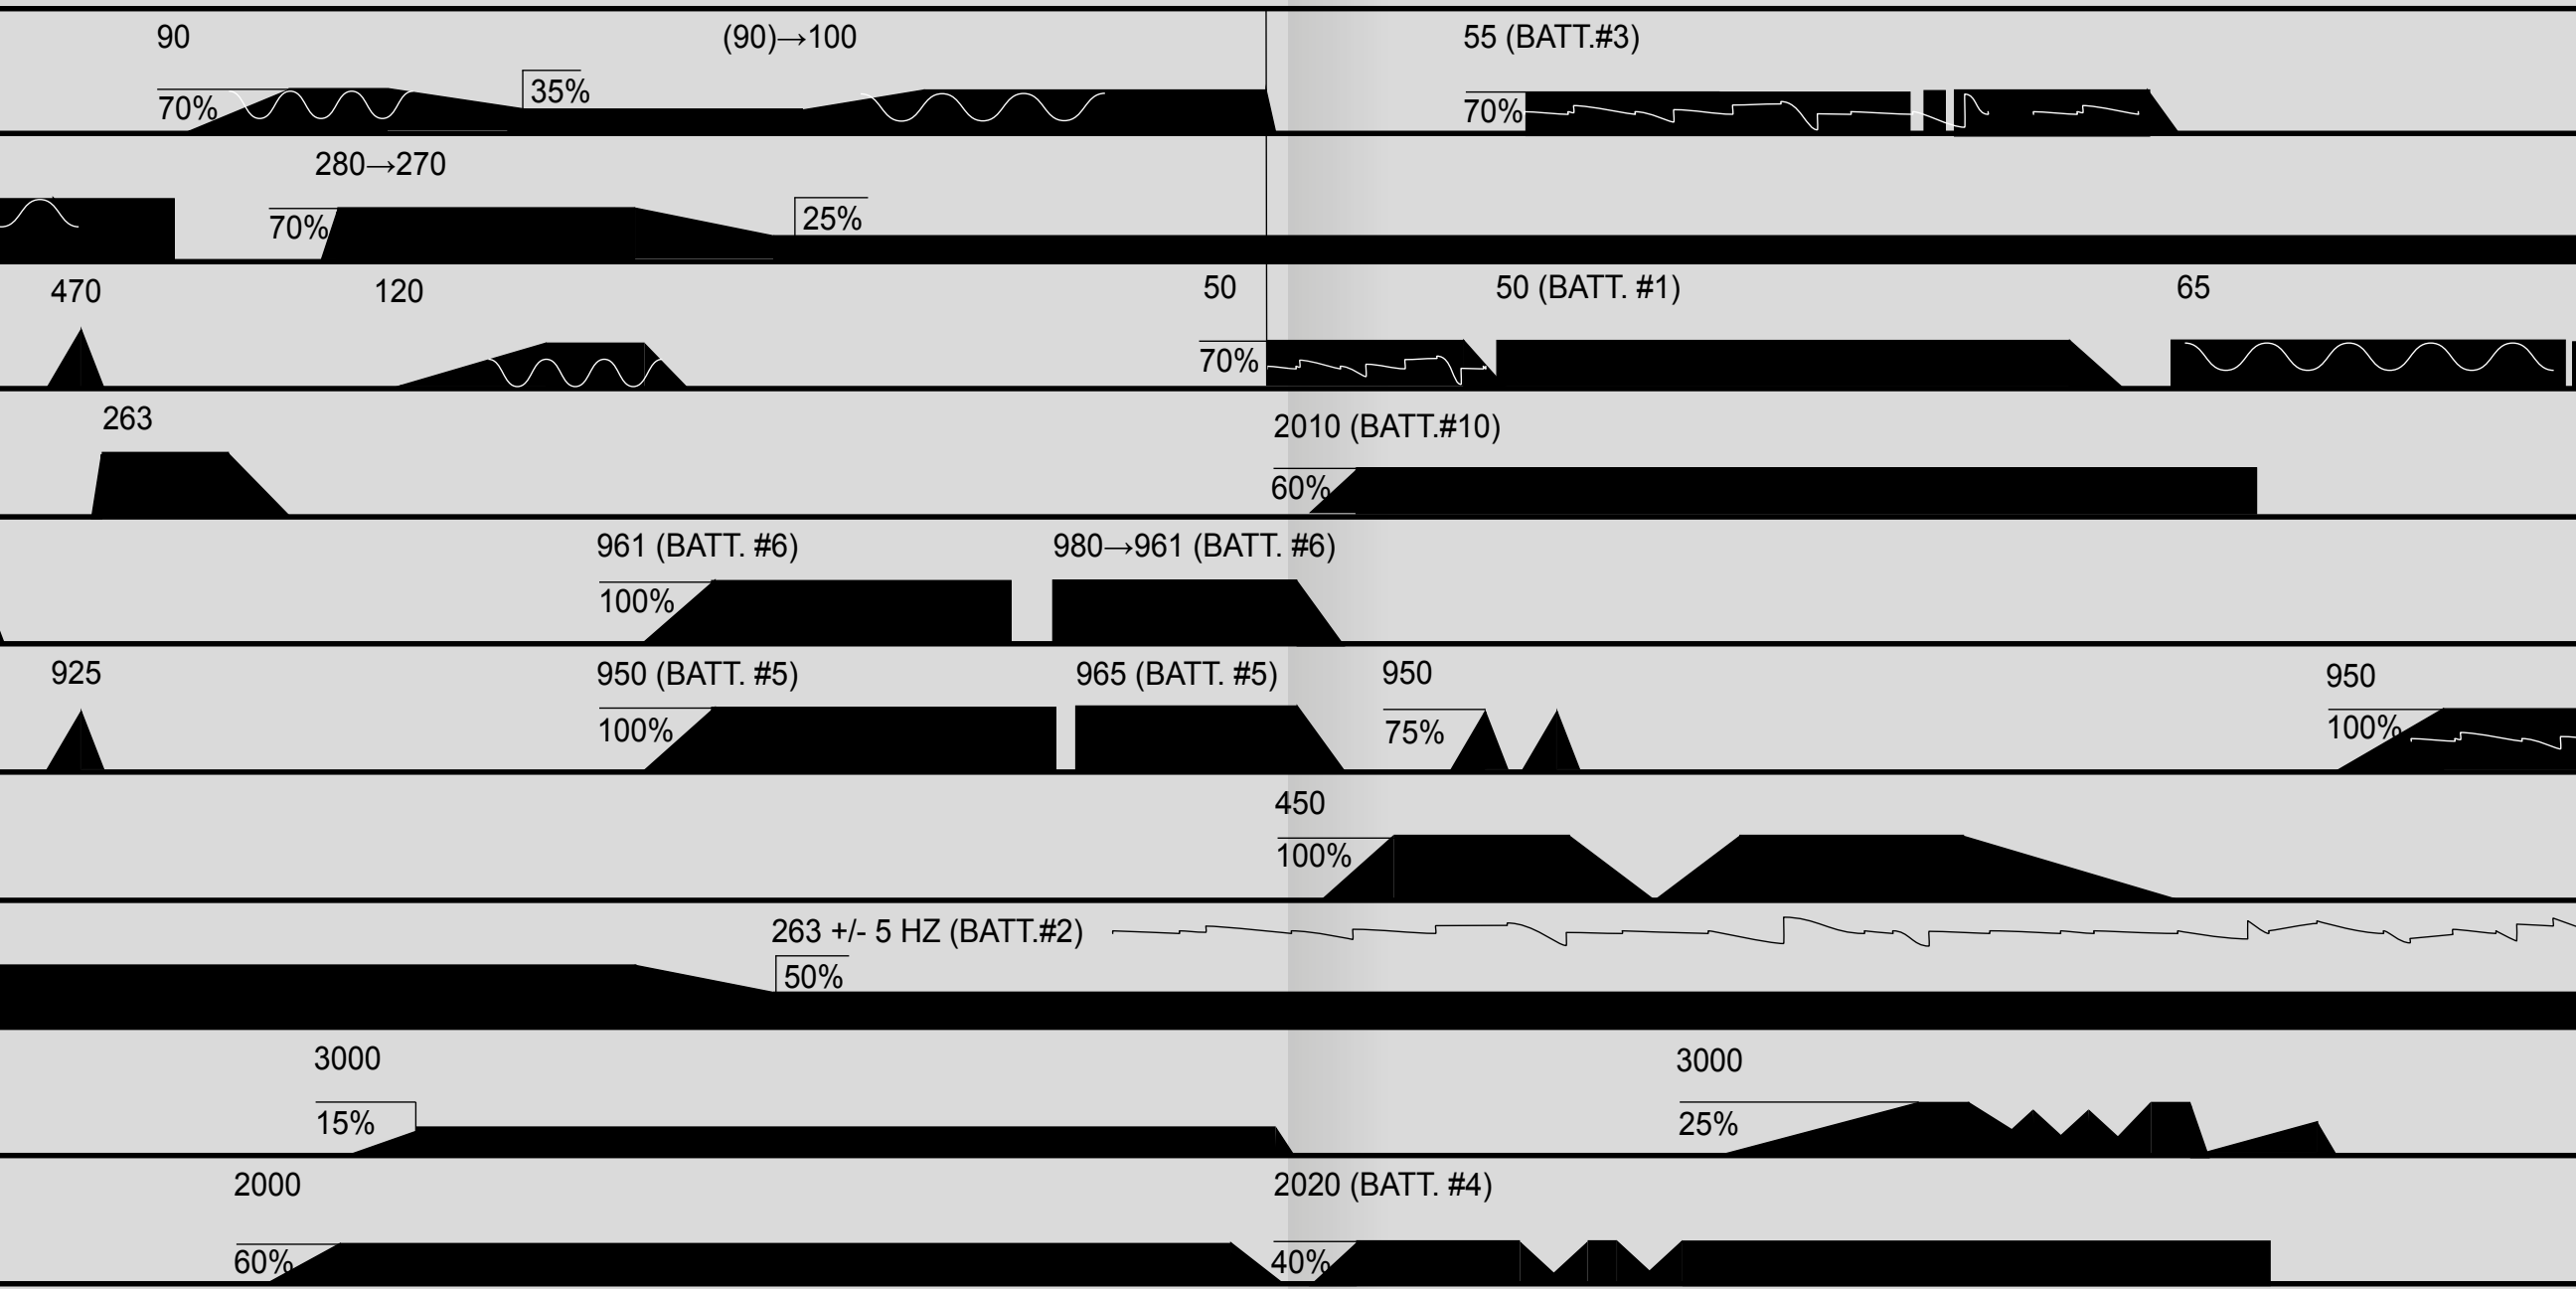 90 (90)→100 55 (BATT.#3)
70% 35% 70%
280→270
70% 25%
470 120 50 50 (BATT. #1) 65
70%
263 2010 (BATT.#10)
60%
961 (BATT. #6) 980→961 (BATT. #6)
100%
925 950 (BATT. #5) 965 (BATT. #5) 950 950
100% 75% 100%
450
100%
263 +/- 5 HZ (BATT.#2)
50%
3000 3000
15% 25%
2000 2020 (BATT. #4)
60% 40%